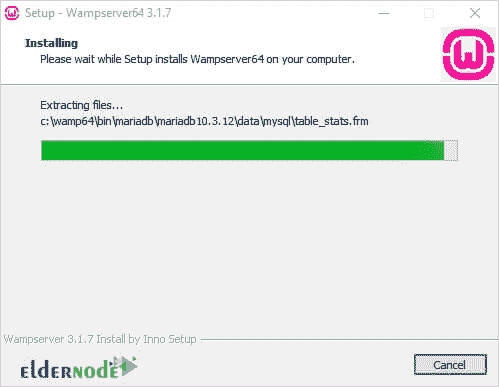 Setup - Wampserver64 3.1.7
Installing
Please wait while Setup installs Wampserver64 on your computer.
Extracting files...
c:\wamp64\bin\mariadb\mariadb10.3.12\data\mysql\table_stats.frm
Wampserver 3.1.7 Install by Inno Setup
eldernode
Cancel